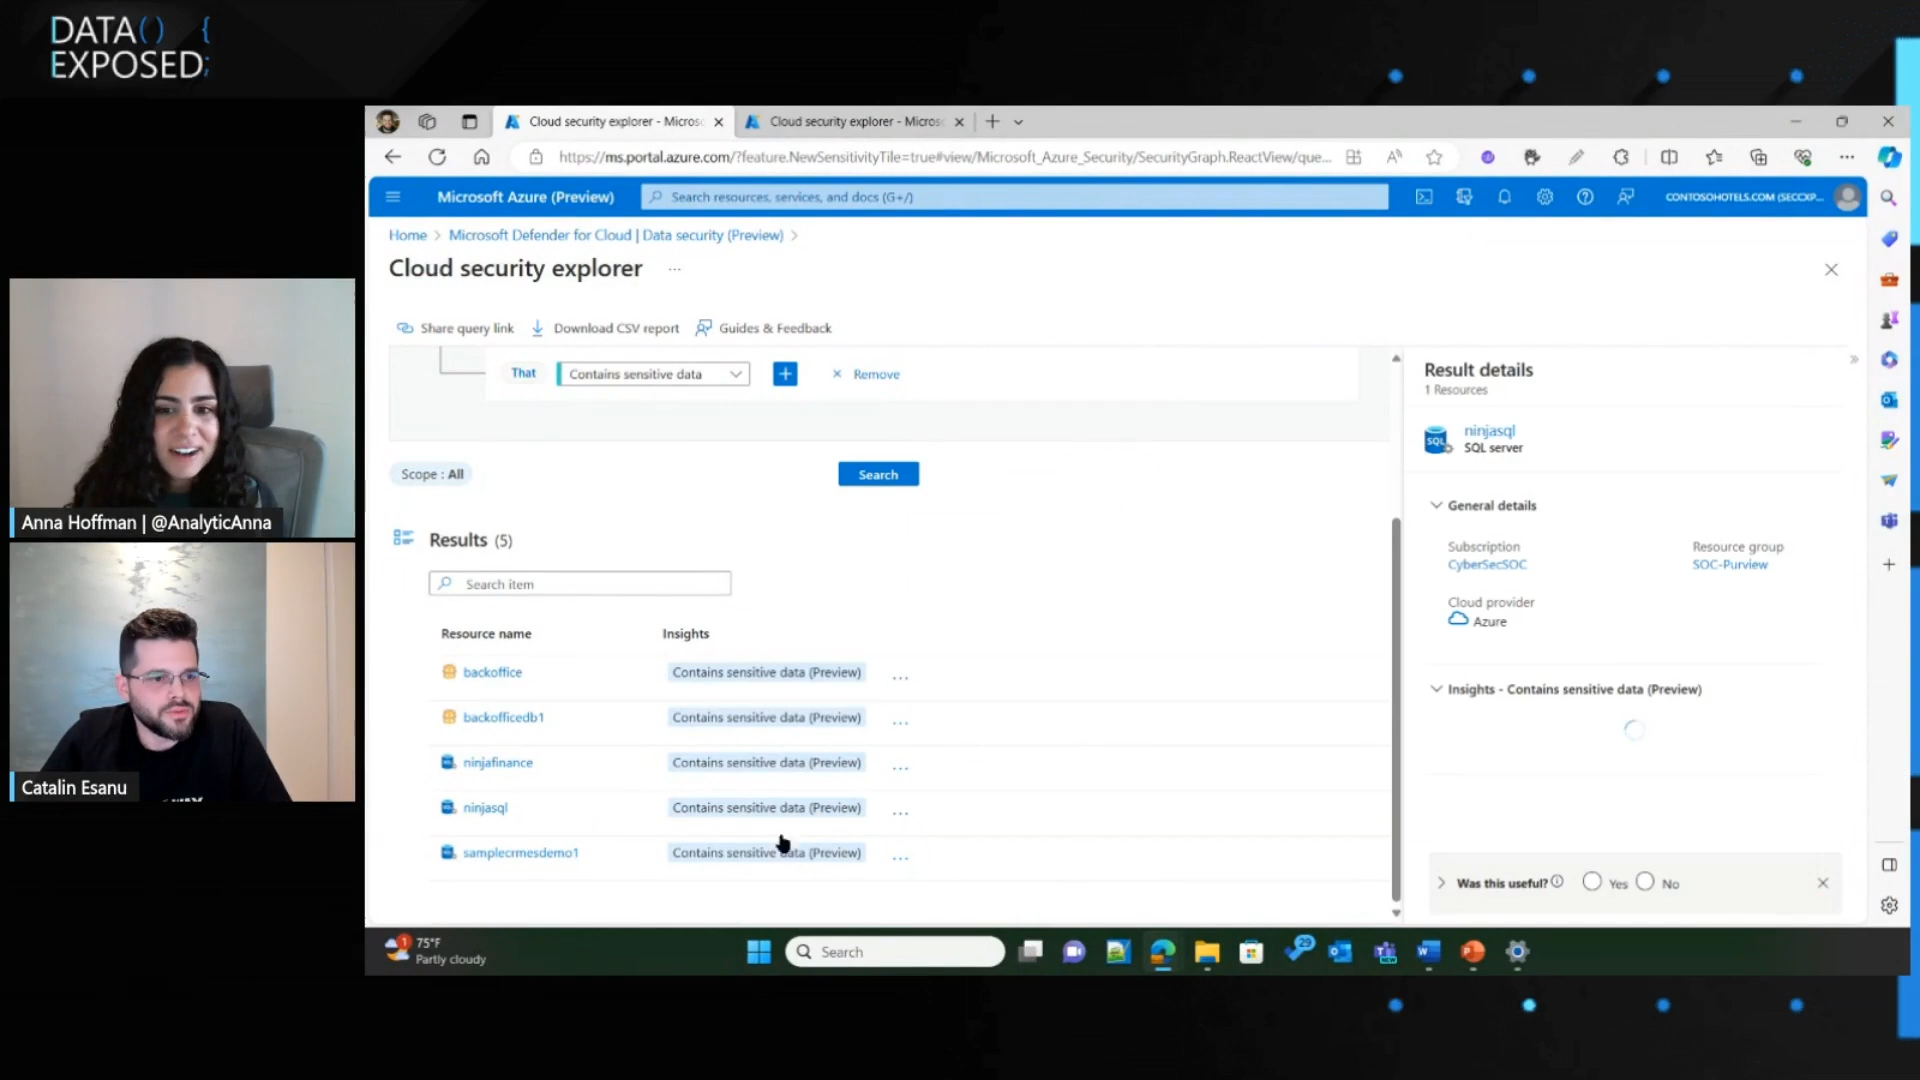 DATA() {
EXPOSED;
Cloud security explorer - Micros
Cloud security explorer - Micros
https://ms.portal.azure.com/?feature.NewSensitivityTile=true#view/Microsoft_Azure_Security/SecurityGraph.ReactView/que...
Microsoft Azure (Preview)
Search resources, services, and docs (G+/)
CONTOSOHOTELS.COM (SECCXP...
Home > Microsoft Defender for Cloud | Data security (Preview) >
Cloud security explorer ...
Share query link
Download CSV report
Guides & Feedback
That
Contains sensitive data
+
Remove
Scope : All
Search
Results (5)
Search item
Resource name
Insights
backoffice
Contains sensitive data (Preview)
...
backofficedb1
Contains sensitive data (Preview)
...
ninjafinance
Contains sensitive data (Preview)
...
ninjasql
Contains sensitive data (Preview)
...
samplecrmesdemo1
Contains sensitive data (Preview)
...
Result details
1 Resources
SQL
ninjasql
SQL server
General details
Subscription
CyberSecSOC
Resource group
SOC-Purview
Cloud provider
Azure
Insights - Contains sensitive data (Preview)
Was this useful?
Yes
No
Anna Hoffman | @AnalyticAnna
Catalin Esanu
1
75°F
Partly cloudy
Search
29
NEW